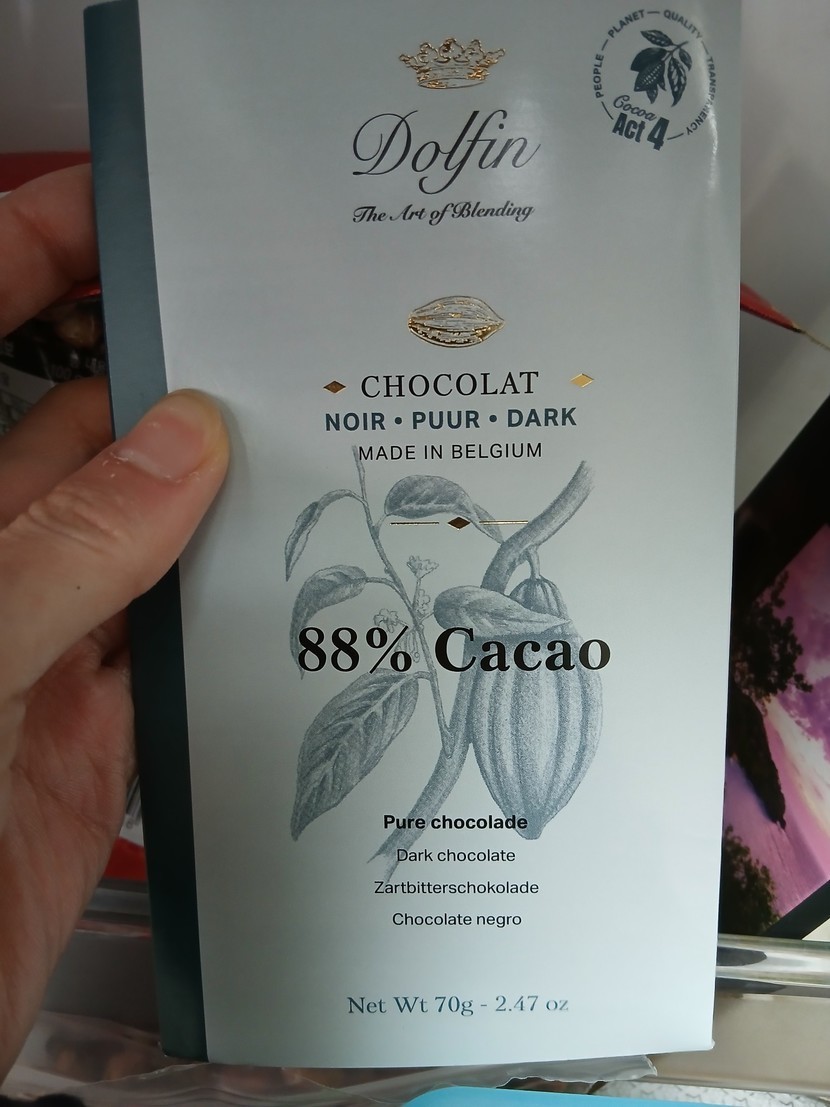 Dolfin
The Art of Blending
PEOPLE — PLANET — QUALITY — TRANSPARENCY
Cocoa
Act 4
CHOCOLAT
NOIR • PUUR • DARK
MADE IN BELGIUM
88% Cacao
Pure chocolade
Dark chocolate
Zartbitterschokolade
Chocolate negro
Net Wt 70g - 2.47 oz